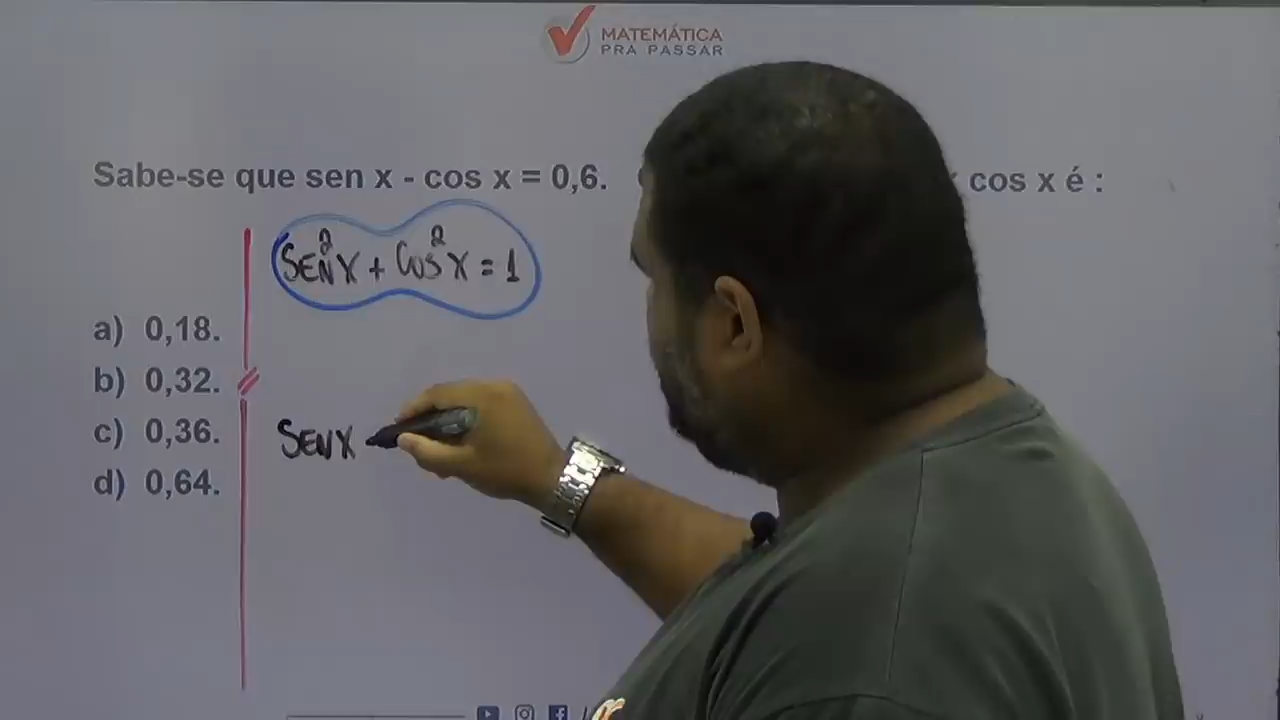 MATEMÁTICA
PRA PASSAR
Sabe-se que sen x - cos x = 0,6. cos x é :
SEN²X + COS²X = 1
a) 0,18.
b) 0,32.
c) 0,36.
d) 0,64.
SENX